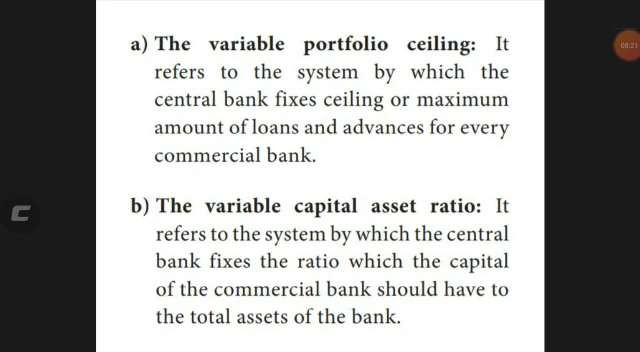 a) The variable portfolio ceiling: It
refers to the system by which the
central bank fixes ceiling or maximum
amount of loans and advances for every
commercial bank.
b) The variable capital asset ratio: It
refers to the system by which the central
bank fixes the ratio which the capital
of the commercial bank should have to
the total assets of the bank.
08:21